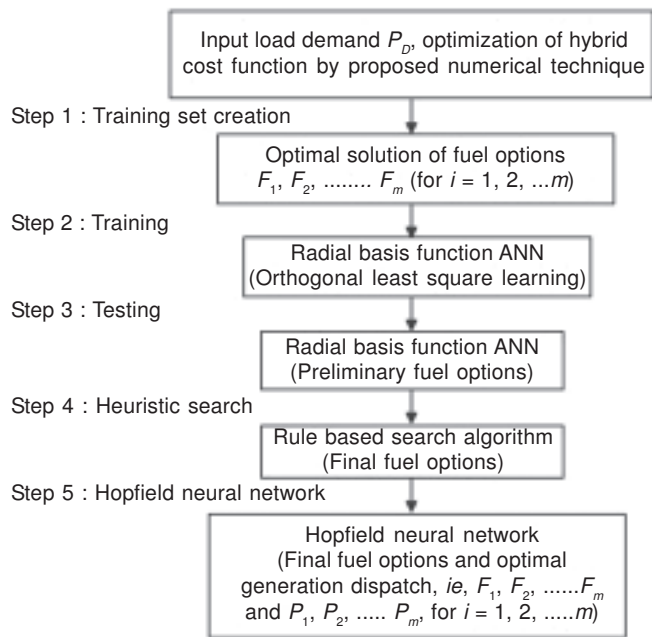 Input load demand P_D, optimization of hybrid
cost function by proposed numerical technique
Step 1 : Training set creation
Optimal solution of fuel options
F_1, F_2, ........ F_m (for i = 1, 2, ...m)
Step 2 : Training
Radial basis function ANN
(Orthogonal least square learning)
Step 3 : Testing
Radial basis function ANN
(Preliminary fuel options)
Step 4 : Heuristic search
Rule based search algorithm
(Final fuel options)
Step 5 : Hopfield neural network
Hopfield neural network
(Final fuel options and optimal
generation dispatch, ie, F_1, F_2, ......F_m
and P_1, P_2, ..... P_m, for i = 1, 2, .....m)